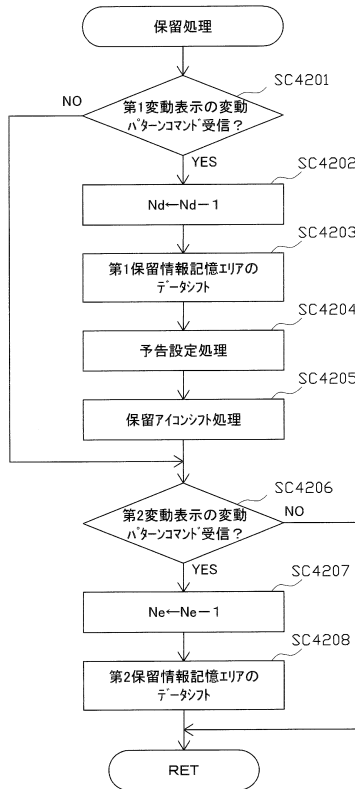 保留処理
SC4201
NO
第1変動表示の変動
パターンコマンド受信？
YES
SC4202
Nd←Nd－1
SC4203
第1保留情報記憶エリアの
データシフト
SC4204
予告設定処理
SC4205
保留アイコンシフト処理
SC4206
第2変動表示の変動
パターンコマンド受信？
NO
YES
SC4207
Ne←Ne－1
SC4208
第2保留情報記憶エリアの
データシフト
RET